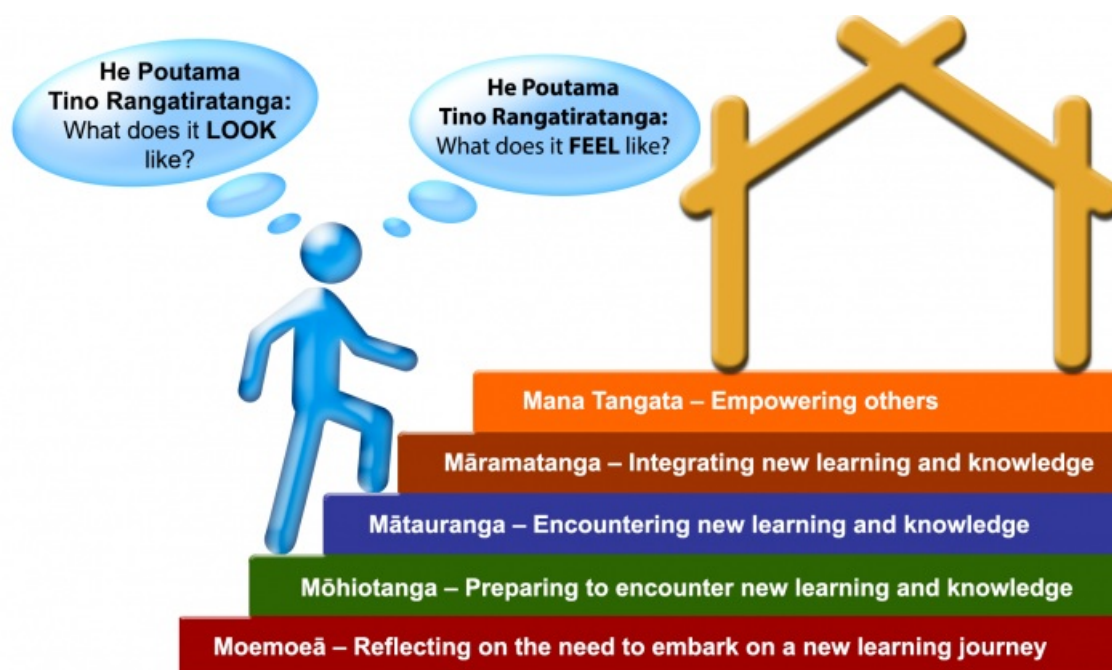 He Poutama
Tino Rangatiratanga:
What does it LOOK
like?
He Poutama
Tino Rangatiratanga:
What does it FEEL like?
Mana Tangata – Empowering others
Māramatanga – Integrating new learning and knowledge
Mātauranga – Encountering new learning and knowledge
Mōhiotanga – Preparing to encounter new learning and knowledge
Moemoeā – Reflecting on the need to embark on a new learning journey